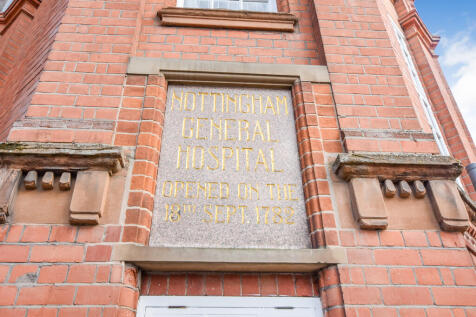 NOTTINGHAM
GENERAL
HOSPITAL
OPENED ON THE
18TH SEPT. 1782